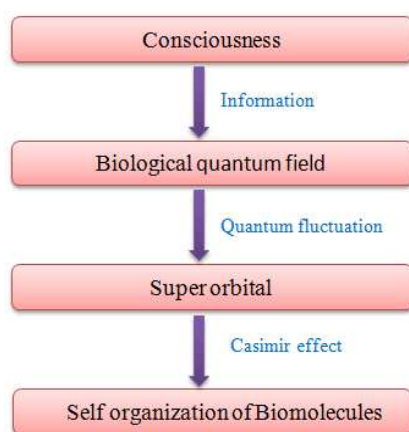 Consciousness
Information
Biological quantum field
Quantum fluctuation
Super orbital
Casimir effect
Self organization of Biomolecules